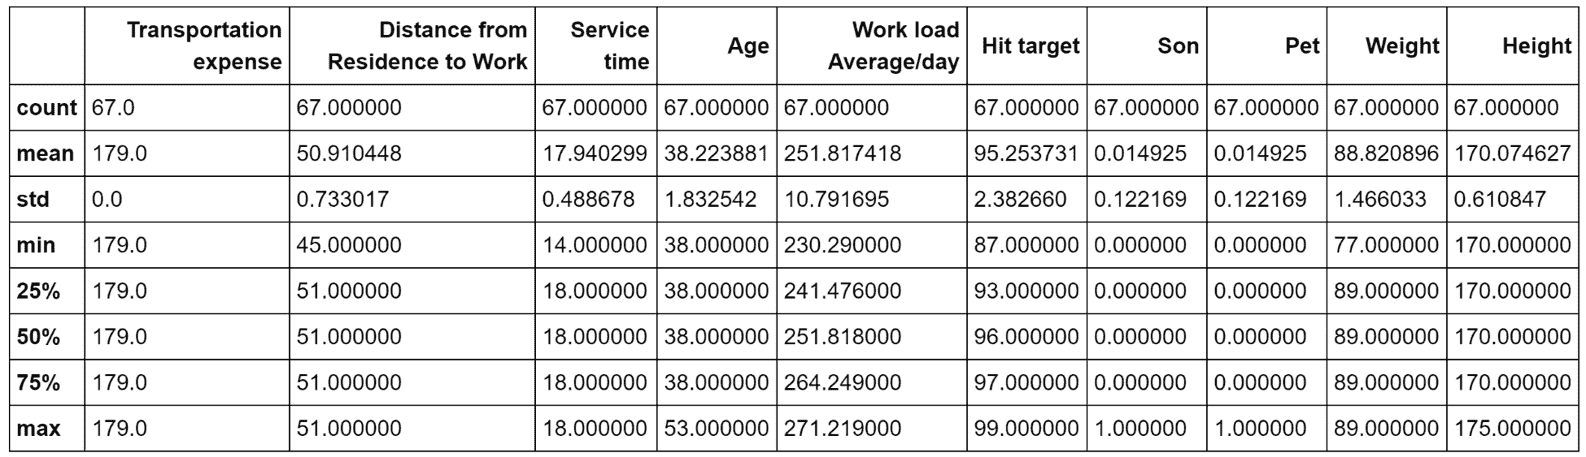 Transportation expense Distance from Residence to Work Service time Age Work load Average/day Hit target Son Pet Weight Height
count 67.0 67.000000 67.000000 67.000000 67.000000 67.000000 67.000000 67.000000 67.000000 67.000000
mean 179.0 50.910448 17.940299 38.223881 251.817418 95.253731 0.014925 0.014925 88.820896 170.074627
std 0.0 0.733017 0.488678 1.832542 10.791695 2.382660 0.122169 0.122169 1.466033 0.610847
min 179.0 45.000000 14.000000 38.000000 230.290000 87.000000 0.000000 0.000000 77.000000 170.000000
25% 179.0 51.000000 18.000000 38.000000 241.476000 93.000000 0.000000 0.000000 89.000000 170.000000
50% 179.0 51.000000 18.000000 38.000000 251.818000 96.000000 0.000000 0.000000 89.000000 170.000000
75% 179.0 51.000000 18.000000 38.000000 264.249000 97.000000 0.000000 0.000000 89.000000 170.000000
max 179.0 51.000000 18.000000 53.000000 271.219000 99.000000 1.000000 1.000000 89.000000 175.000000